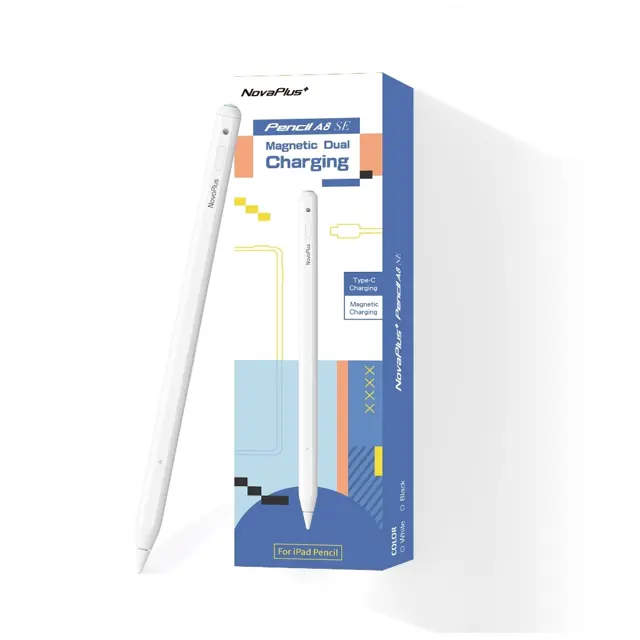 NovaPlus+
Pencil A8 SE
Magnetic Dual
Charging
NovaPlus
NovaPlus
Type-C
Charging
Magnetic
Charging
For iPad Pencil
NovaPlus+ Pencil A8 SE
COLOR
White
Black